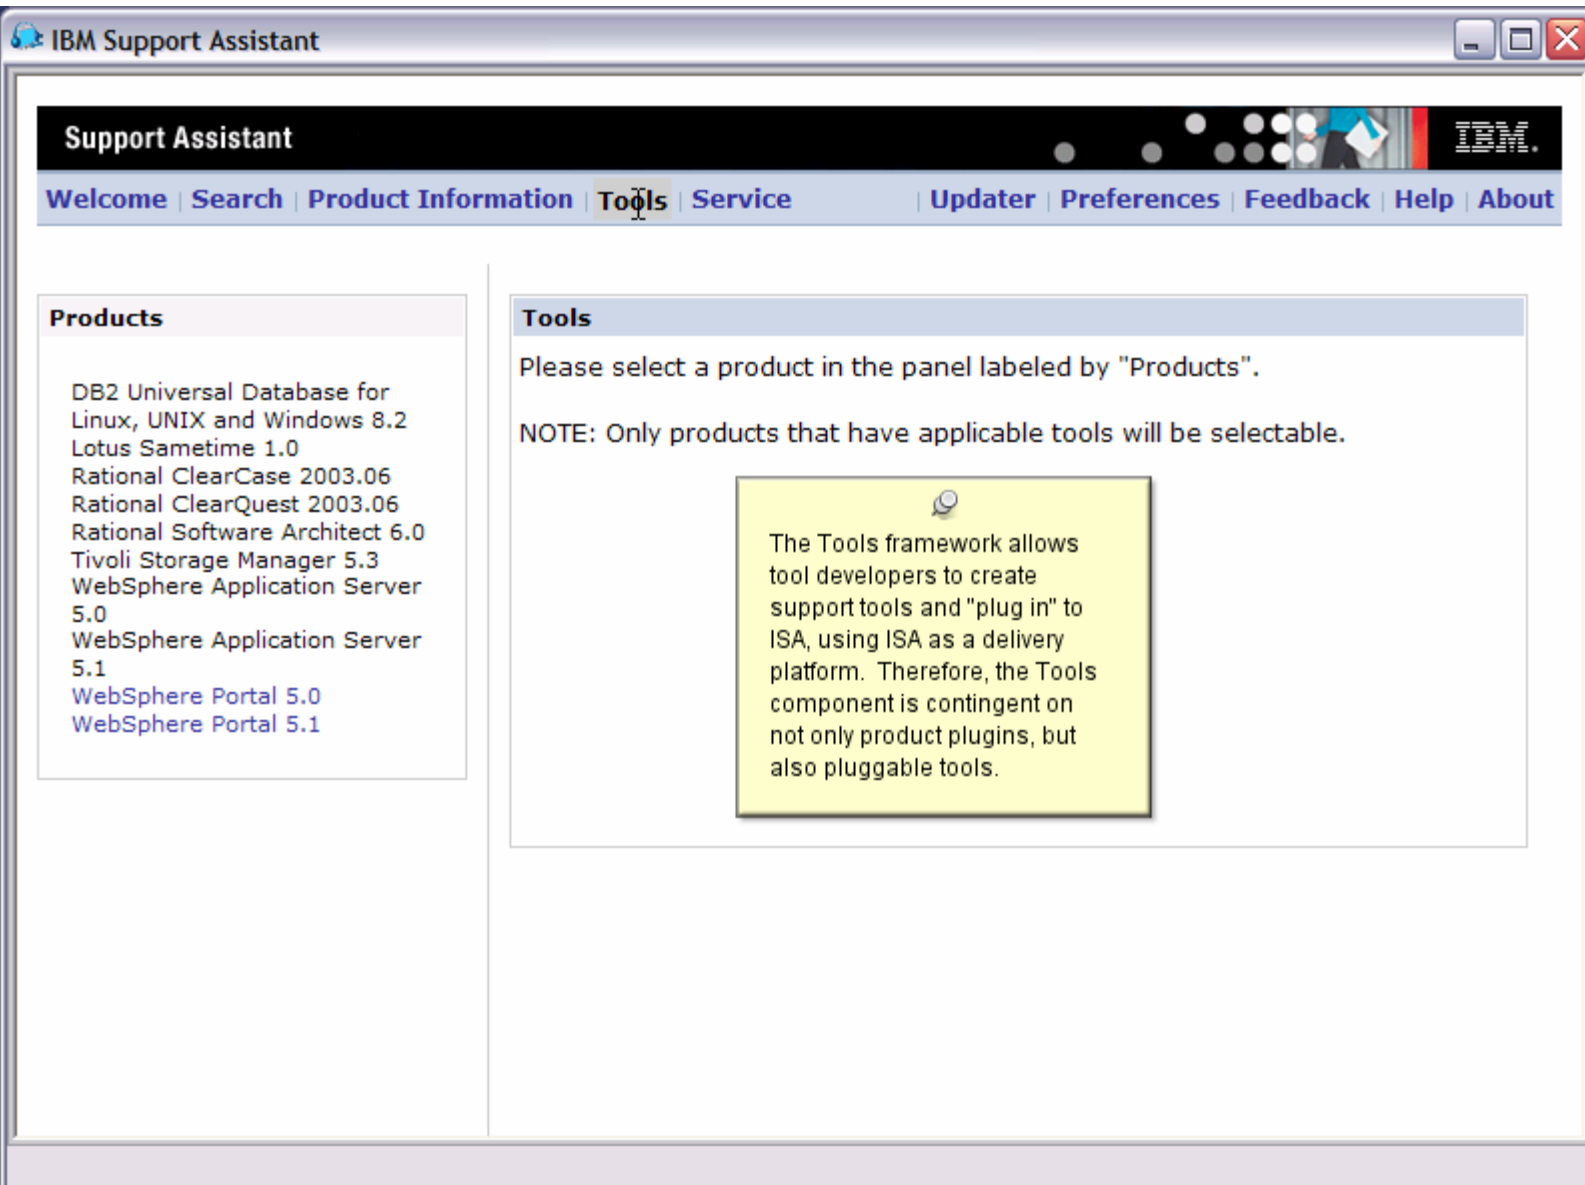 IBM Support Assistant
Support Assistant
IBM.
Welcome | Search | Product Information | Tools | Service | Updater | Preferences | Feedback | Help | About
Products
DB2 Universal Database for
Linux, UNIX and Windows 8.2
Lotus Sametime 1.0
Rational ClearCase 2003.06
Rational ClearQuest 2003.06
Rational Software Architect 6.0
Tivoli Storage Manager 5.3
WebSphere Application Server
5.0
WebSphere Application Server
5.1
WebSphere Portal 5.0
WebSphere Portal 5.1
Tools
Please select a product in the panel labeled by "Products".
NOTE: Only products that have applicable tools will be selectable.
The Tools framework allows
tool developers to create
support tools and "plug in" to
ISA, using ISA as a delivery
platform.  Therefore, the Tools
component is contingent on
not only product plugins, but
also pluggable tools.